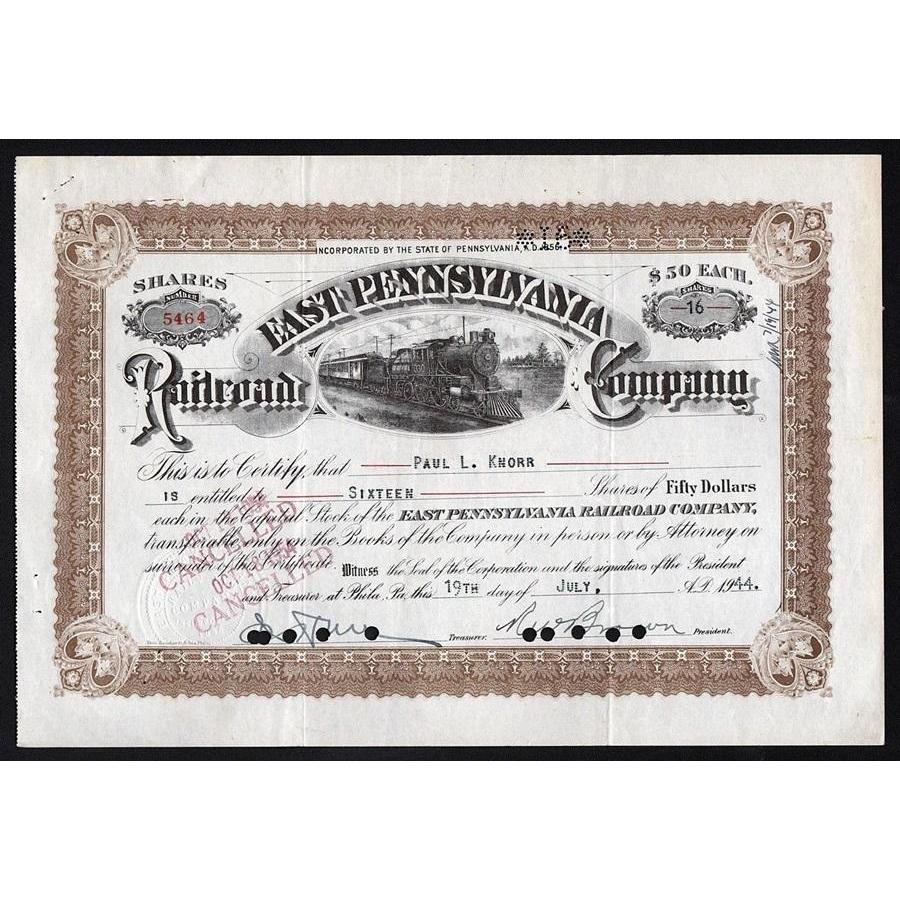 *16*
INCORPORATED BY THE STATE OF PENNSYLVANIA, A.D. 1856.
SHARES
$50 EACH.
NUMBER
5464
SHARES
16
EAST PENNSYLVANIA
Railroad Company
This is to Certify, that PAUL L. KNORR
IS entitled to SIXTEEN Shares of Fifty Dollars
each in the Capital Stock of the EAST PENNSYLVANIA RAILROAD COMPANY,
transferable only on the Books of the Company in person or by Attorney on
surrender of this Certificate. Witness the Seal of the Corporation and the signatures of the President
and Treasurer at Phila., Pa., this 19TH day of JULY, A.D. 1944.
CANCELLED
OCT
CANCELLED
Treasurer.
President.